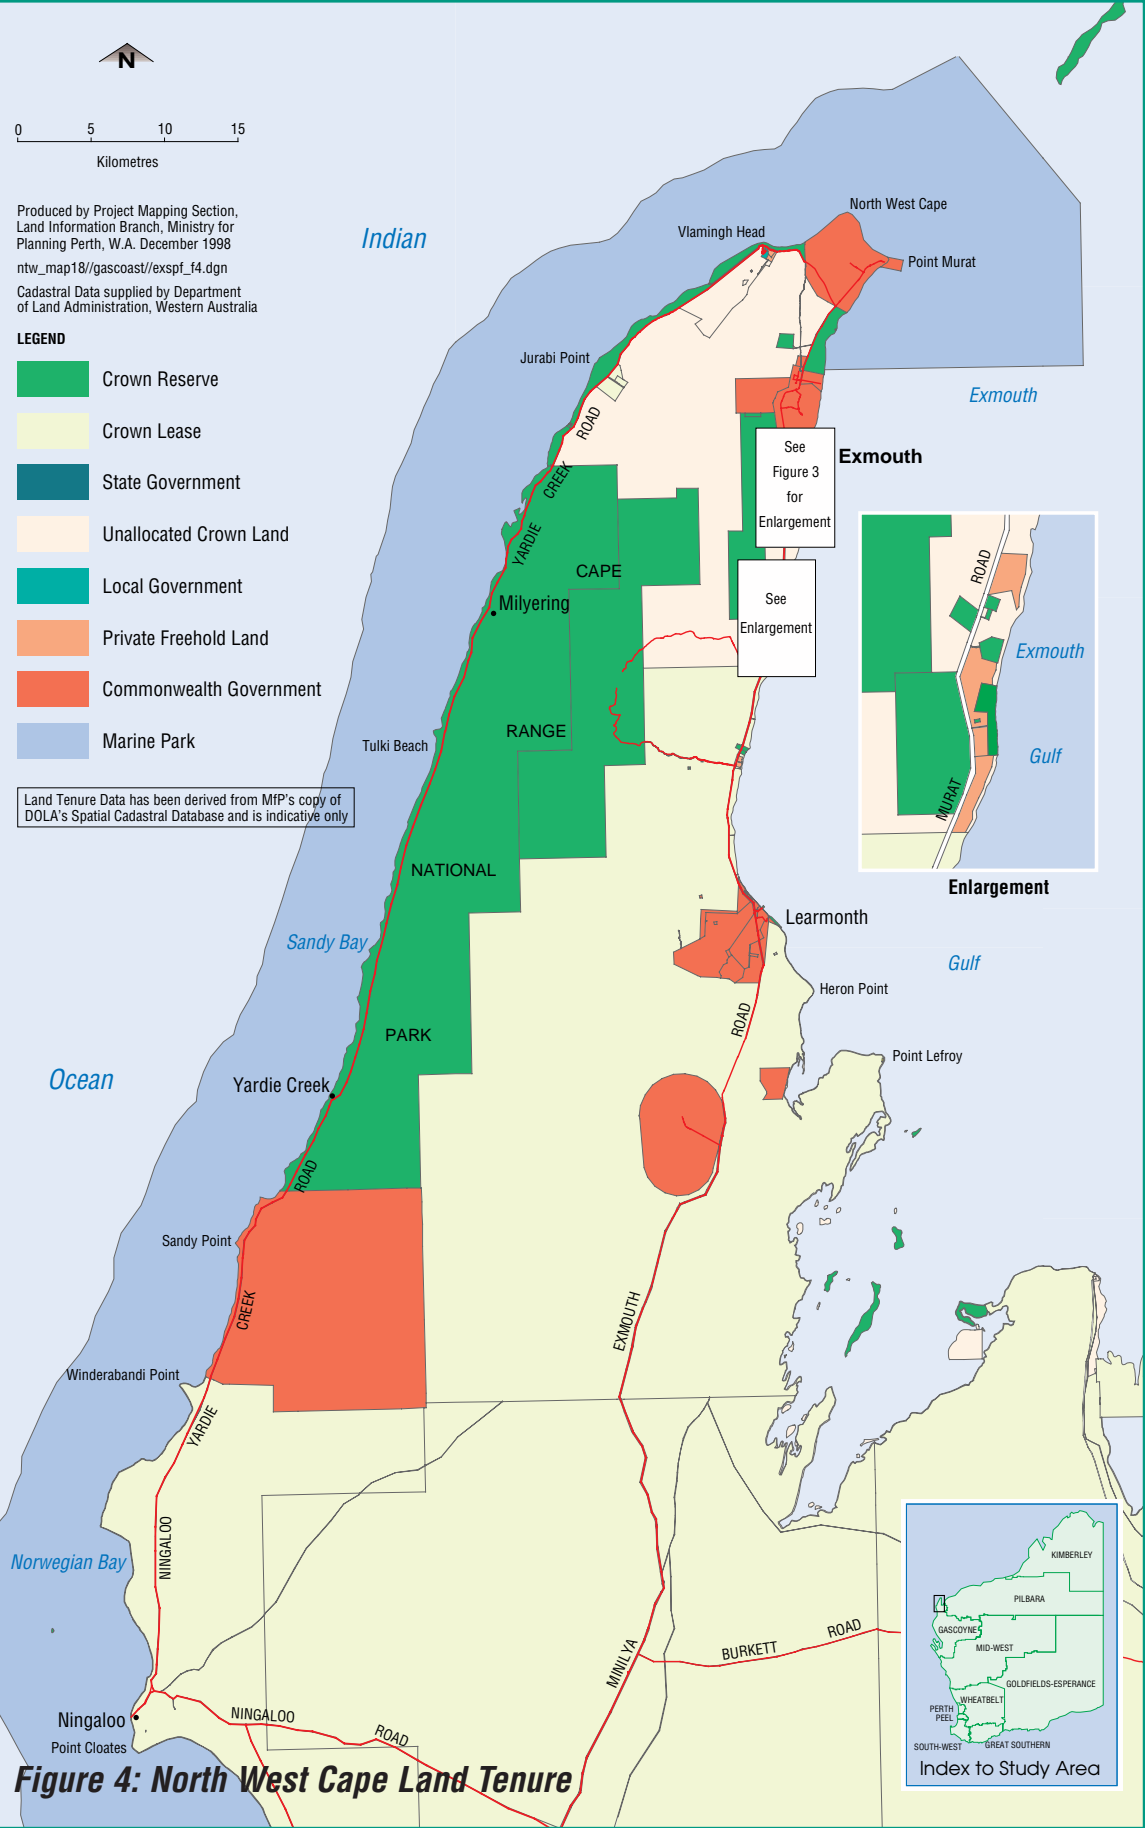 N
0 5 10 15
Kilometres
Produced by Project Mapping Section,
Land Information Branch, Ministry for
Planning Perth, W.A. December 1998
ntw_map18//gascoast//exspf_f4.dgn
Cadastral Data supplied by Department
of Land Administration, Western Australia
LEGEND
Crown Reserve
Crown Lease
State Government
Unallocated Crown Land
Local Government
Private Freehold Land
Commonwealth Government
Marine Park
Land Tenure Data has been derived from MfP's copy of
DOLA's Spatial Cadastral Database and is indicative only
Indian
North West Cape
Vlamingh Head
Point Murat
Jurabi Point
Exmouth
ROAD
CREEK
YARDIE
See
Figure 3
for
Enlargement
Exmouth
CAPE
Milyering
See
Enlargement
RANGE
Tulki Beach
NATIONAL
Sandy Bay
PARK
Learmonth
Heron Point
Gulf
ROAD
Point Lefroy
Ocean
Yardie Creek
ROAD
Sandy Point
CREEK
EXMOUTH
Winderabandi Point
YARDIE
NINGALOO
Norwegian Bay
MINILYA
BURKETT
ROAD
Ningaloo
Point Cloates
NINGALOO
ROAD
ROAD
Exmouth
Gulf
MURAT
Enlargement
KIMBERLEY
PILBARA
GASCOYNE
MID-WEST
GOLDFIELDS-ESPERANCE
WHEATBELT
PERTH
PEEL
SOUTH-WEST
GREAT SOUTHERN
Index to Study Area
Figure 4: North West Cape Land Tenure